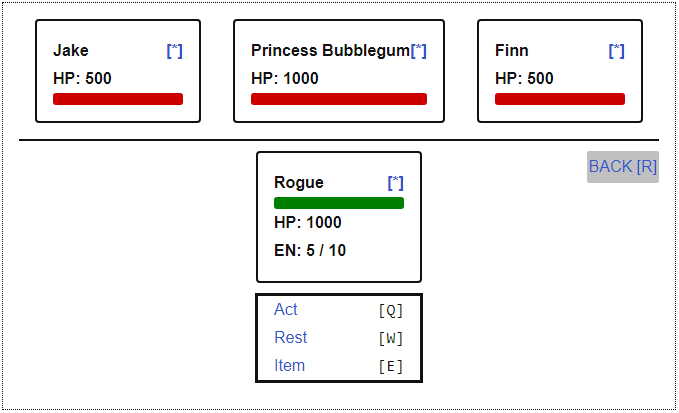 Jake [*]
HP: 500
Princess Bubblegum[*]
HP: 1000
Finn [*]
HP: 500
BACK [R]
Rogue [*]
HP: 1000
EN: 5 / 10
Act [Q]
Rest [W]
Item [E]